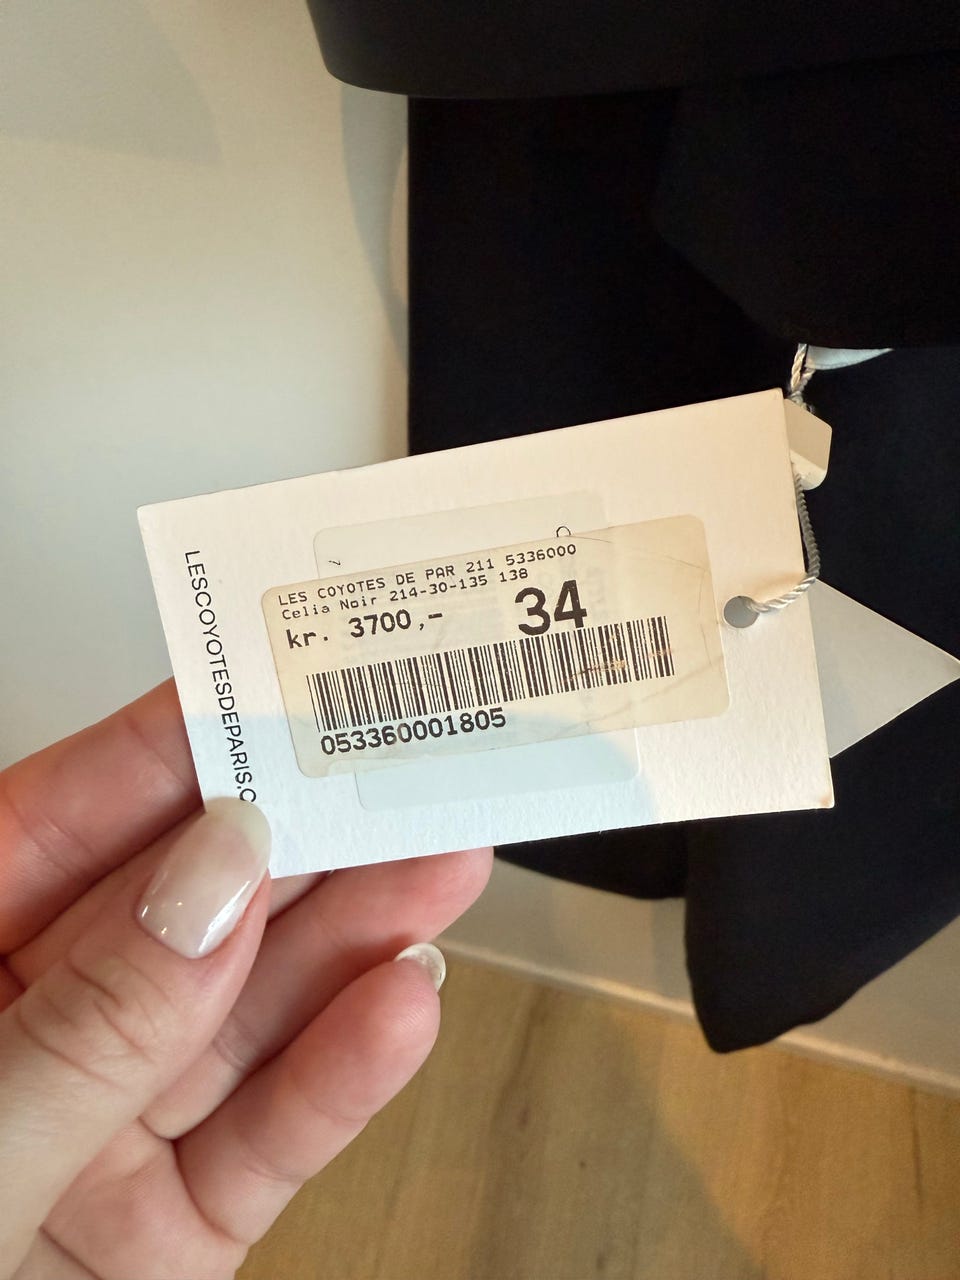 LESCOYOTESDEPARIS.C
LES COYOTES DE PAR 211 5336000
Celia Noir 214-30-135 138
kr. 3700,- 34
053360001805